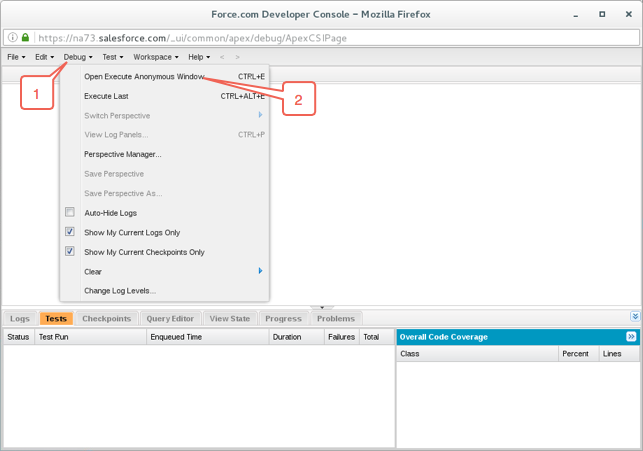 Force.com Developer Console - Mozilla Firefox
https://na73.salesforce.com/_ui/common/apex/debug/ApexCSIPage
File Edit Debug Test Workspace Help < >
1
Open Execute Anonymous Window CTRL+E
2
Execute Last CTRL+ALT+E
Switch Perspective
View Log Panels... CTRL+P
Perspective Manager...
Save Perspective
Save Perspective As...
Auto-Hide Logs
Show My Current Logs Only
Show My Current Checkpoints Only
Clear
Change Log Levels...
Logs Tests Checkpoints Query Editor View State Progress Problems
Status Test Run Enqueued Time Duration Failures Total
Overall Code Coverage
Class Percent Lines